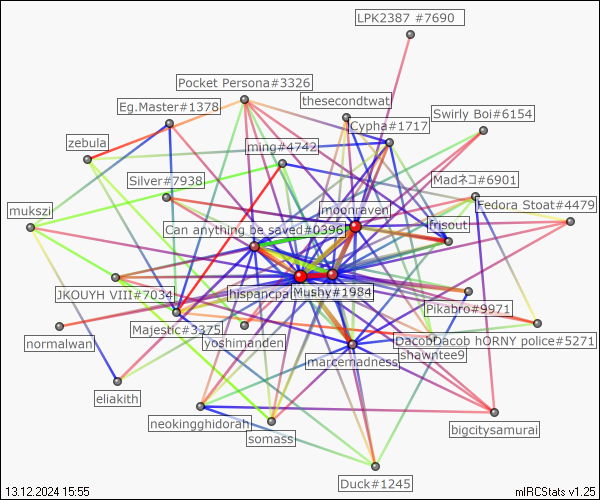 LPK2387 #7690
Pocket Persona#3326
thesecondtwat
Eg.Master#1378
Swirly Boi#6154
Cypha#1717
zebula
ming#4742
Silver#7938
Madネコ#6901
mukszi
moonraven
Fedora Stoat#4479
Can anything be saved#0396
frisout
JKOUYH VIII#7034
hispancpa
Mushy#1984
Pikabro#9971
Majestic#3375
normalwan
yoshimanden
DacobDacob hORNY police#5271
marcemadness
shawntee9
eliakith
neokingghidorah
bigcitysamurai
somass
Duck#1245
13.12.2024 15:55
mIRCStats v1.25